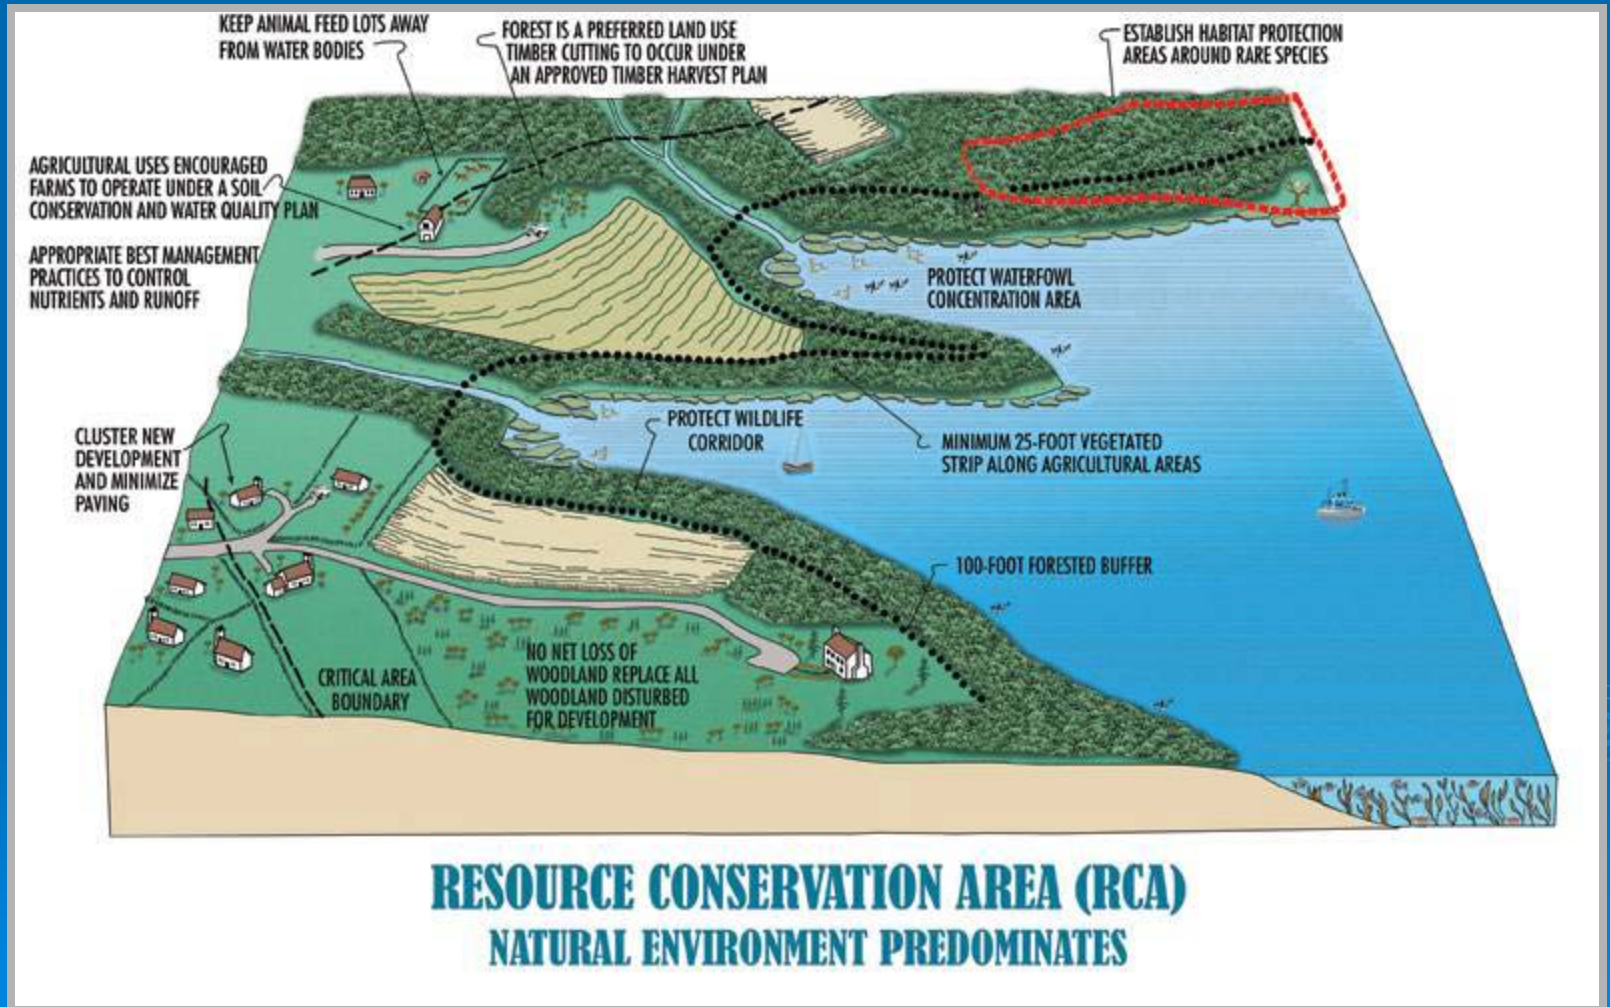 KEEP ANIMAL FEED LOTS AWAY
FROM WATER BODIES
FOREST IS A PREFERRED LAND USE
TIMBER CUTTING TO OCCUR UNDER
AN APPROVED TIMBER HARVEST PLAN
ESTABLISH HABITAT PROTECTION
AREAS AROUND RARE SPECIES
AGRICULTURAL USES ENCOURAGED
FARMS TO OPERATE UNDER A SOIL
CONSERVATION AND WATER QUALITY PLAN
APPROPRIATE BEST MANAGEMENT
PRACTICES TO CONTROL
NUTRIENTS AND RUNOFF
PROTECT WATERFOWL
CONCENTRATION AREA
CLUSTER NEW
DEVELOPMENT
AND MINIMIZE
PAVING
PROTECT WILDLIFE
CORRIDOR
MINIMUM 25-FOOT VEGETATED
STRIP ALONG AGRICULTURAL AREAS
100-FOOT FORESTED BUFFER
CRITICAL AREA
BOUNDARY
NO NET LOSS OF
WOODLAND REPLACE ALL
WOODLAND DISTURBED
FOR DEVELOPMENT
RESOURCE CONSERVATION AREA (RCA)
NATURAL ENVIRONMENT PREDOMINATES